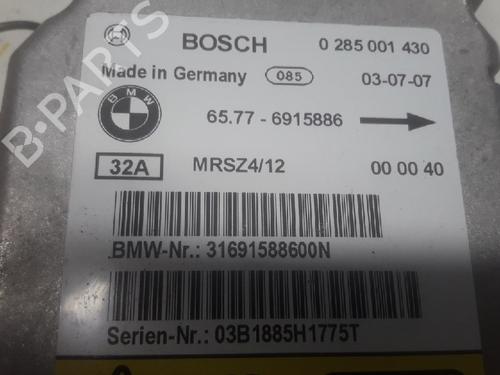 BOSCH 0 285 001 430
Made in Germany 085 03-07-07
BMW 65.77 - 6915886
32A MRSZ4/12 00 00 40
BMW-Nr.: 31691588600N
Serien-Nr.: 03B1885H1775T
B-PARTS